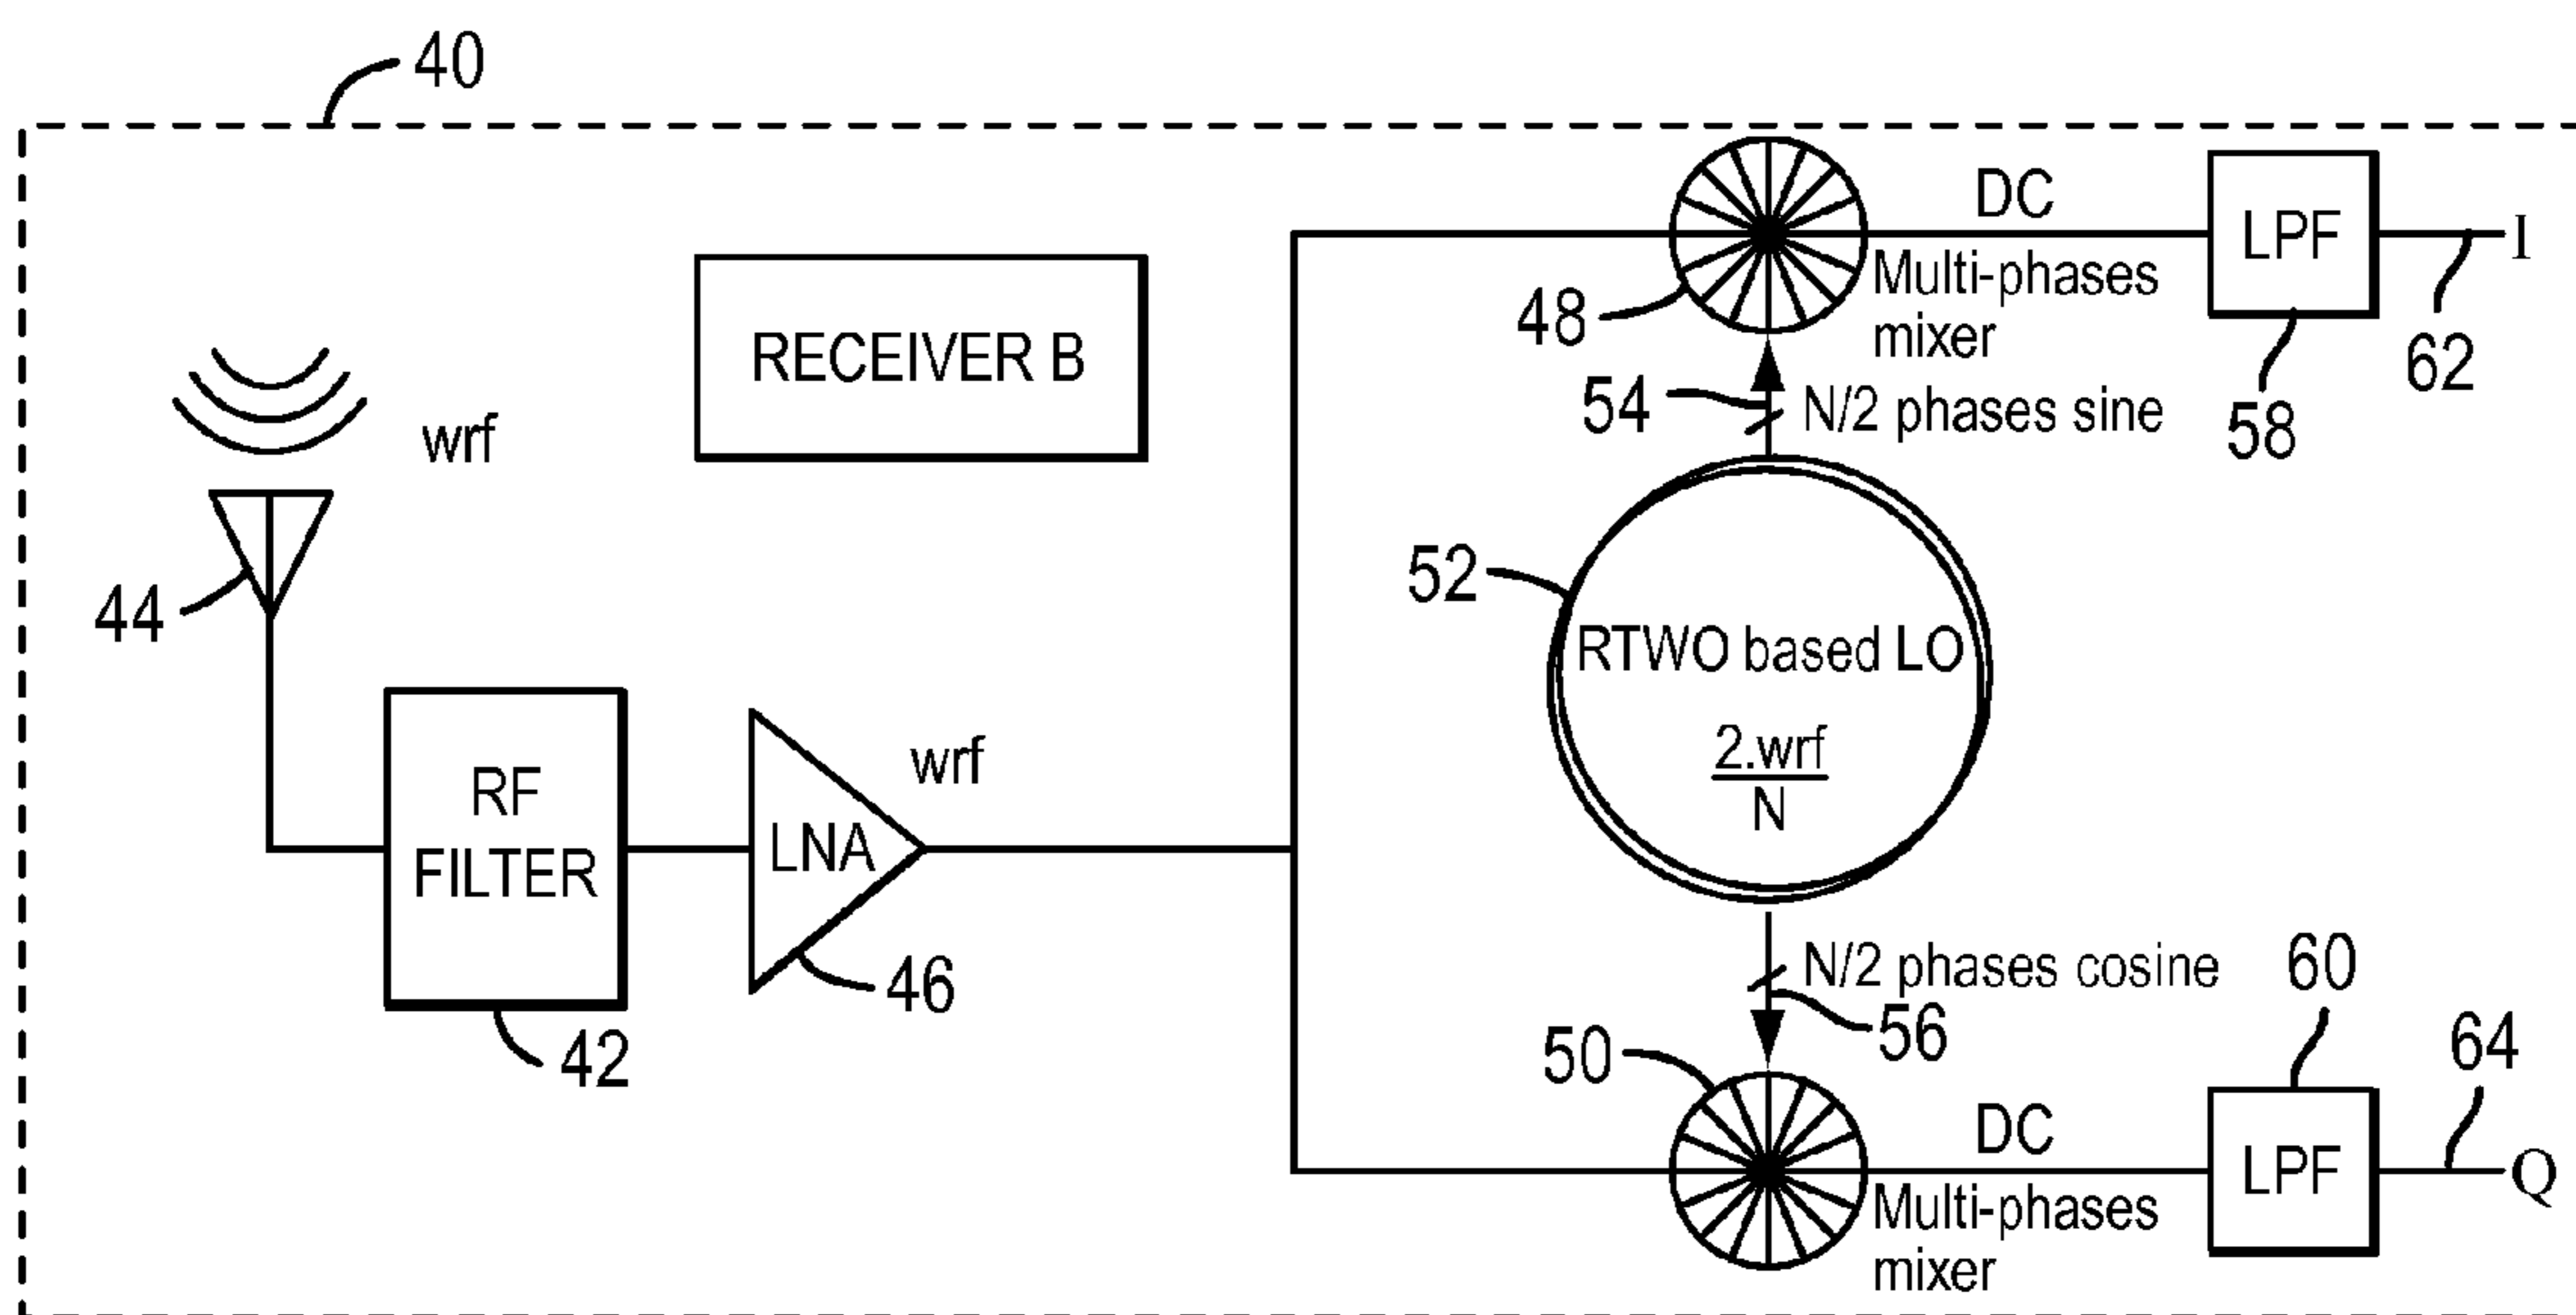 40
DC
LPF
I
48
Multi-phases
mixer
62
RECEIVER B
54
N/2 phases sine
58
wrf
52
44
RTWO based LO
2.wrf
N
wrf
RF
FILTER
LNA
46
42
N/2 phases cosine
60
56
50
64
DC
LPF
Q
Multi-phases
mixer